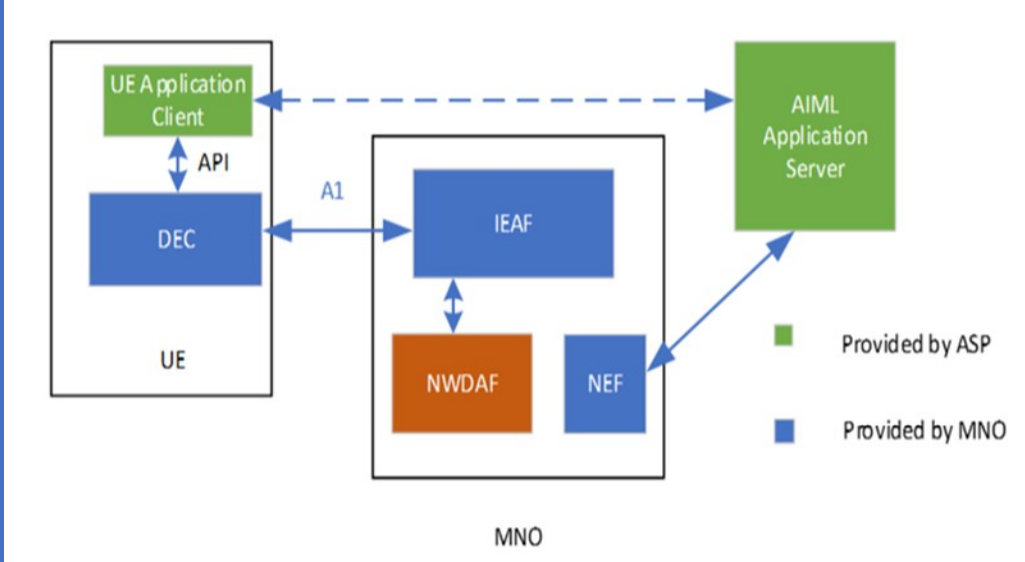 UE Application
Client
API
DEC
UE
A1
IEAF
NWDAF
NEF
MNO
AIML
Application
Server
Provided by ASP
Provided by MNO